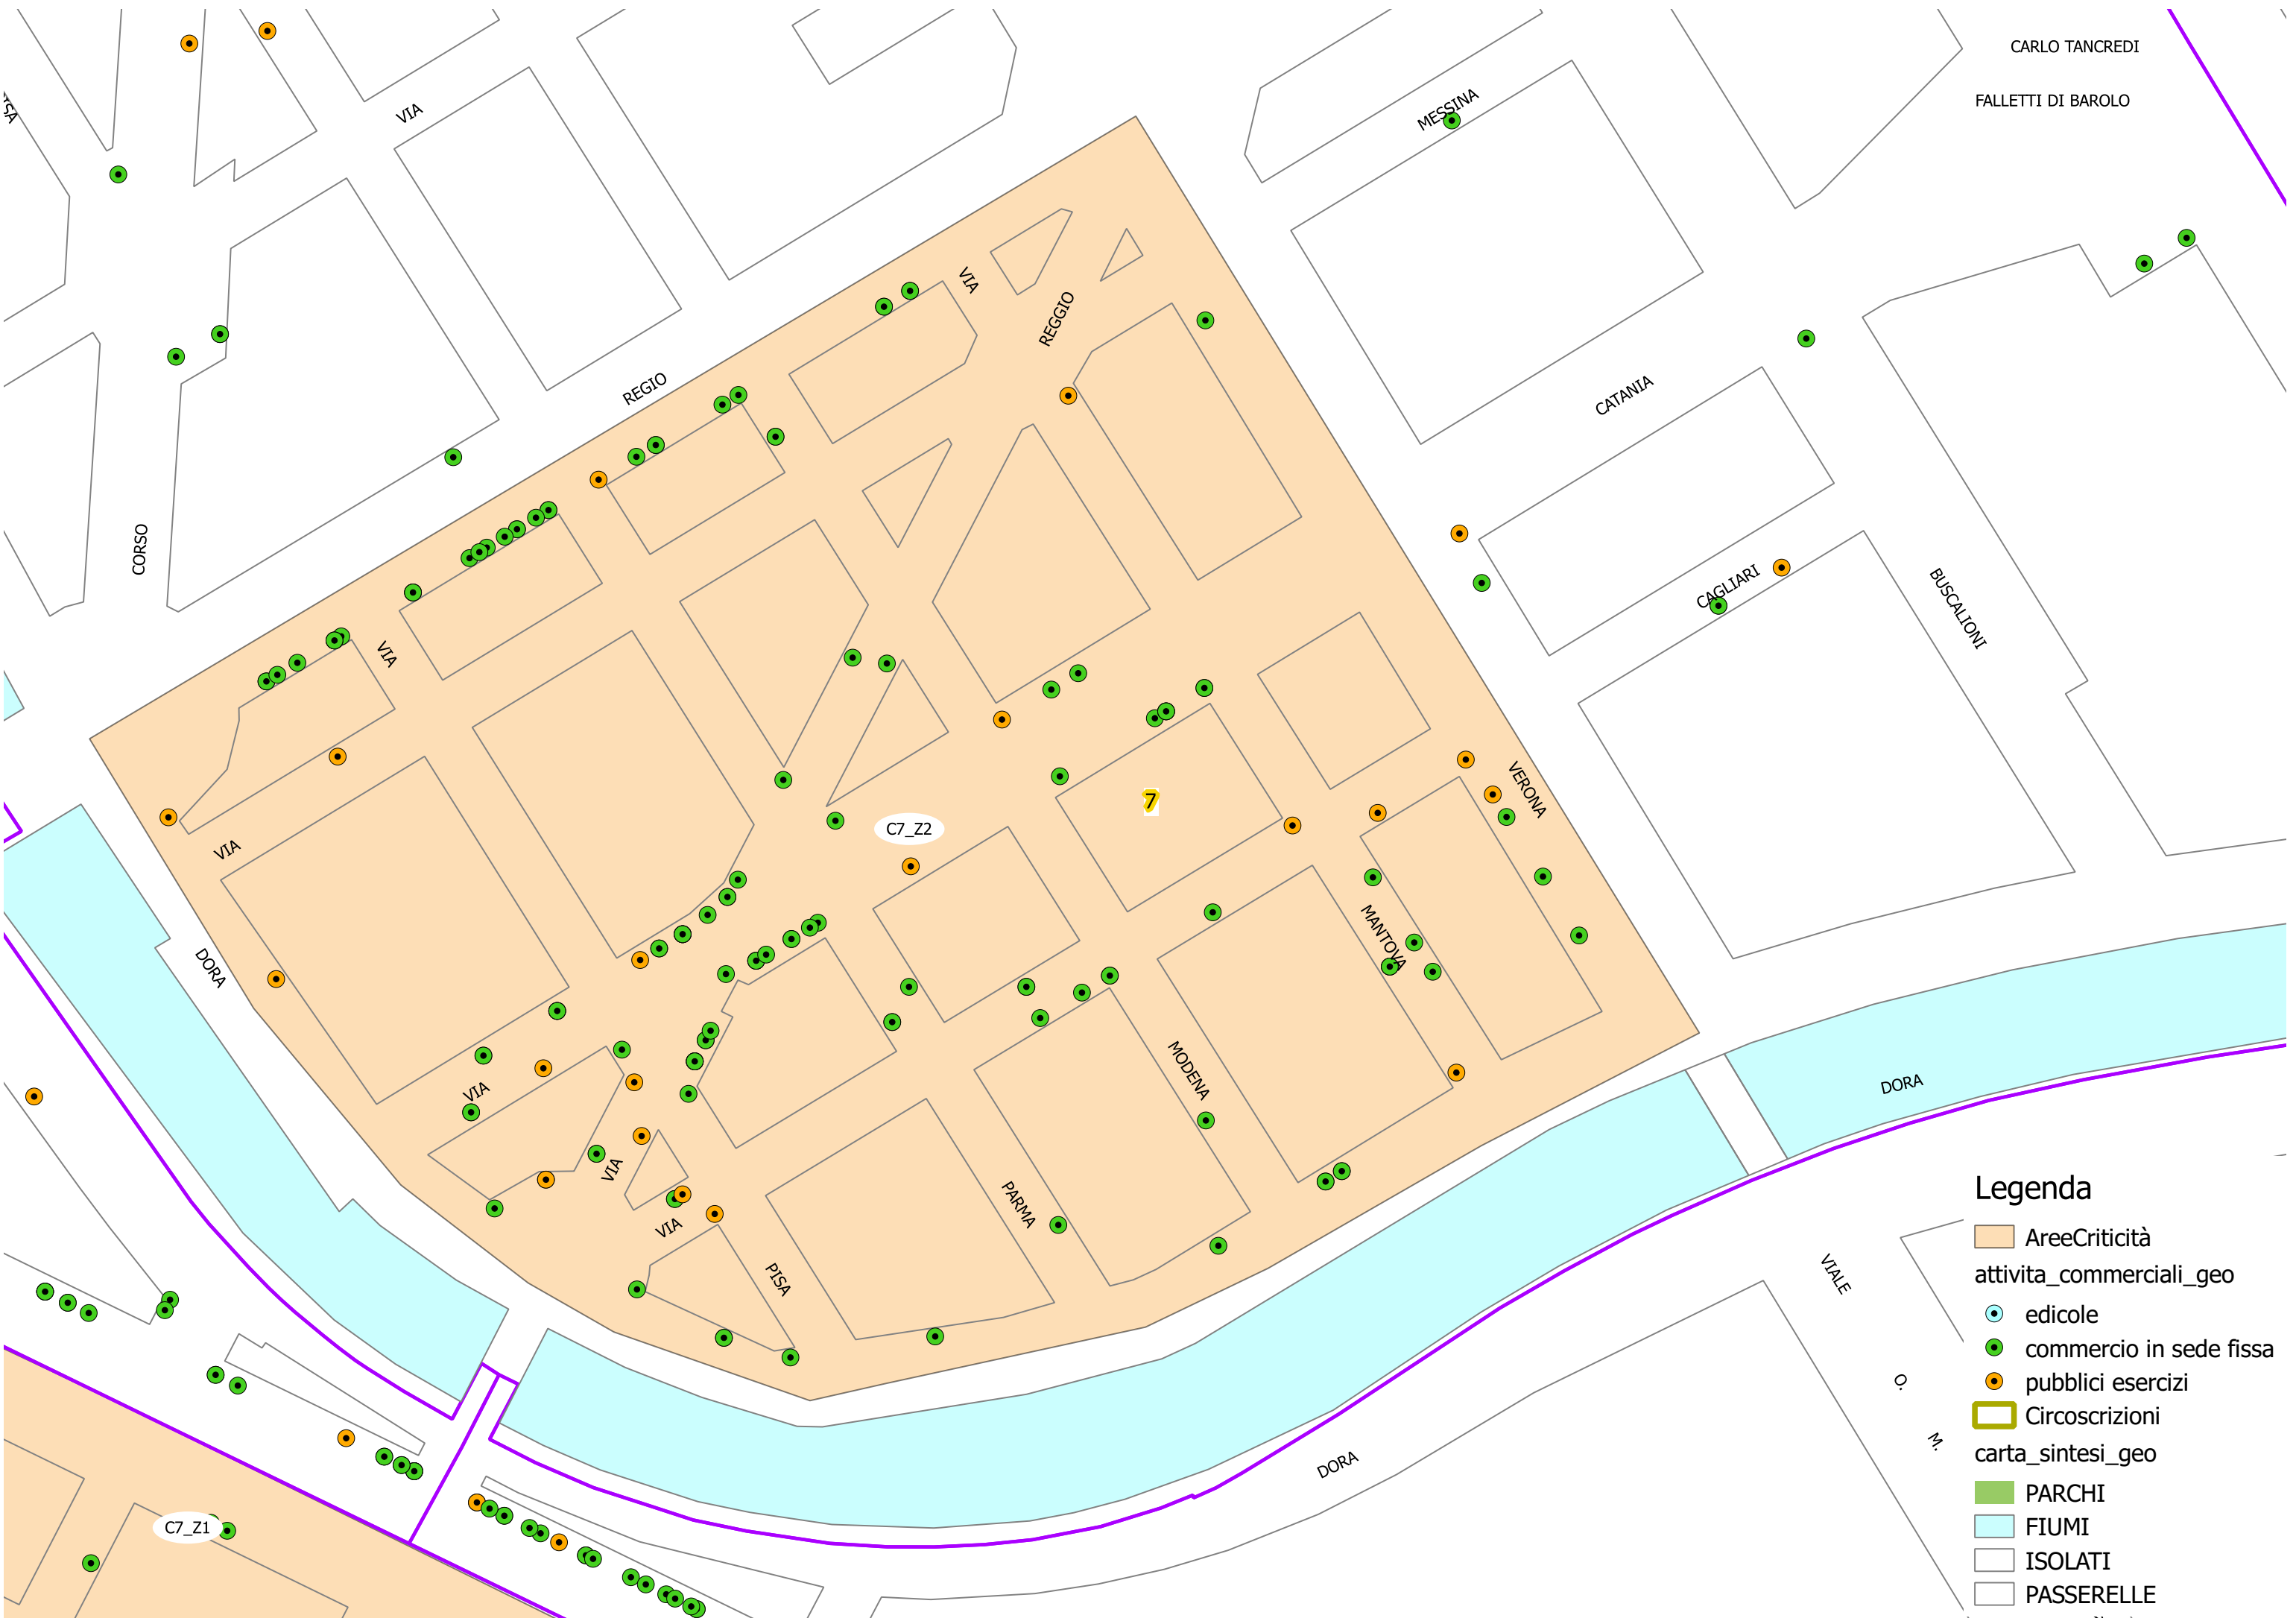 CARLO TANCREDI
FALLETTI DI BAROLO
VIA
MESSINA
VIA
REGGIO
REGIO
CATANIA
CORSO
CAGLIARI
BUSCALIONI
VIA
VERONA
7
C7_Z2
VIA
MANTOVA
DORA
MODENA
DORA
VIA
VIA
PARMA
VIA
PISA
VIALE
O.
M.
DORA
C7_Z1
Legenda
AreeCriticità
attivita_commerciali_geo
edicole
commercio in sede fissa
pubblici esercizi
Circoscrizioni
carta_sintesi_geo
PARCHI
FIUMI
ISOLATI
PASSERELLE